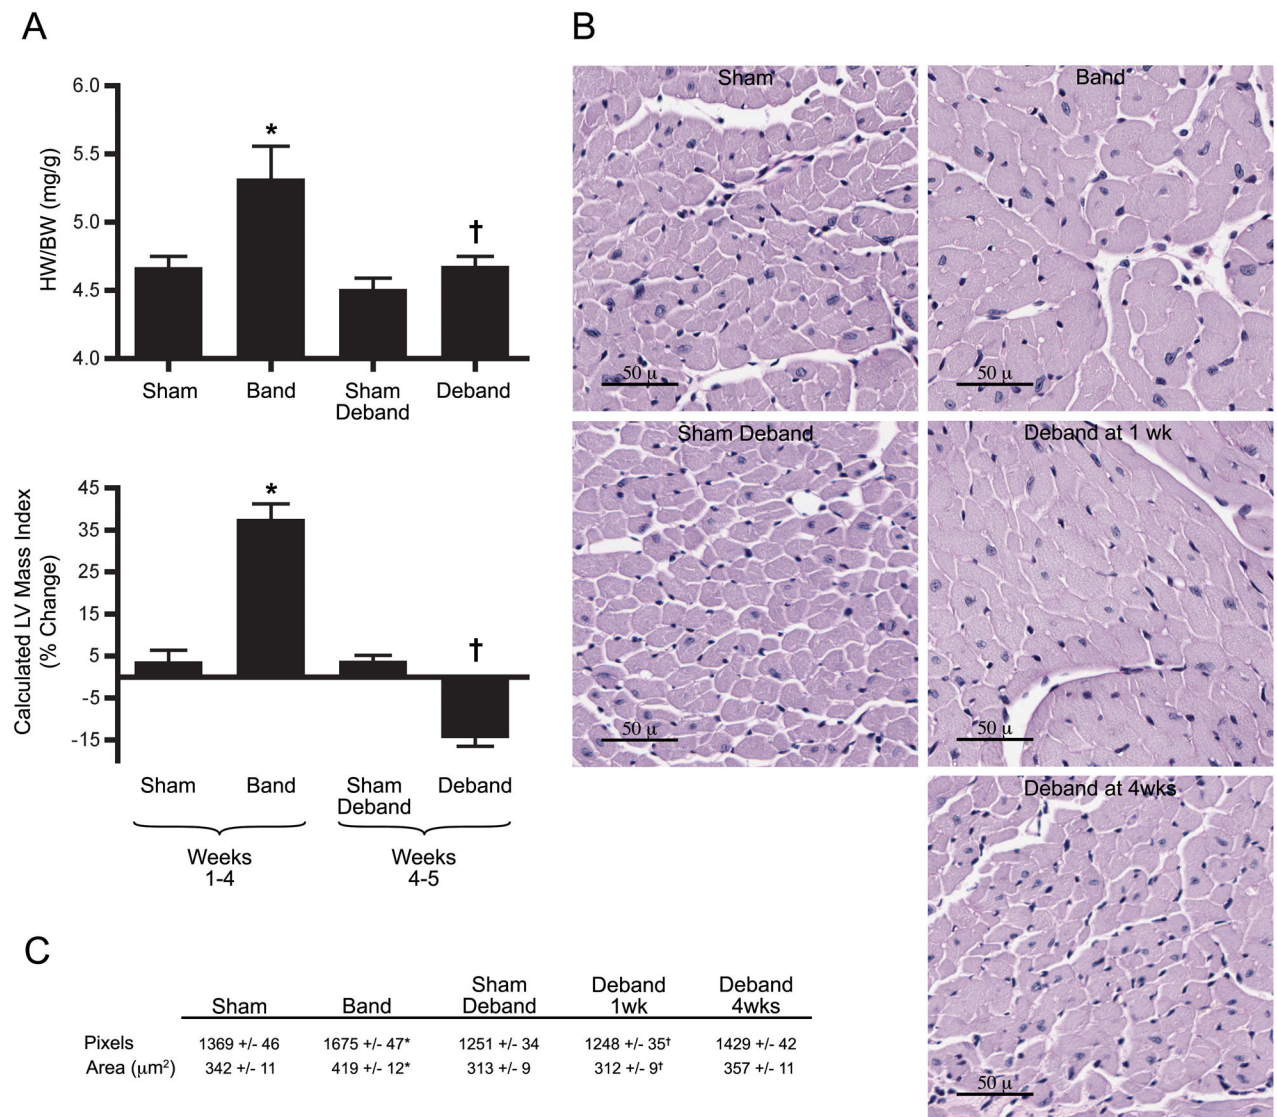 A
HW/BW (mg/g)
6.0
5.5
5.0
4.5
4.0
*
†
Sham
Band
Sham
Deband
Deband
Calculated LV Mass Index
(% Change)
45
35
25
15
5
-5
-15
*
†
Sham
Band
Sham
Deband
Deband
Weeks
1-4
Weeks
4-5
B
Sham
50 μ
Band
50 μ
Sham Deband
50 μ
Deband at 1 wk
50 μ
Deband at 4wks
50 μ
C
Sham Band Sham Deband Deband 1wk Deband 4wks
Pixels 1369 +/- 46 1675 +/- 47* 1251 +/- 34 1248 +/- 35† 1429 +/- 42
Area (μm²) 342 +/- 11 419 +/- 12* 313 +/- 9 312 +/- 9† 357 +/- 11